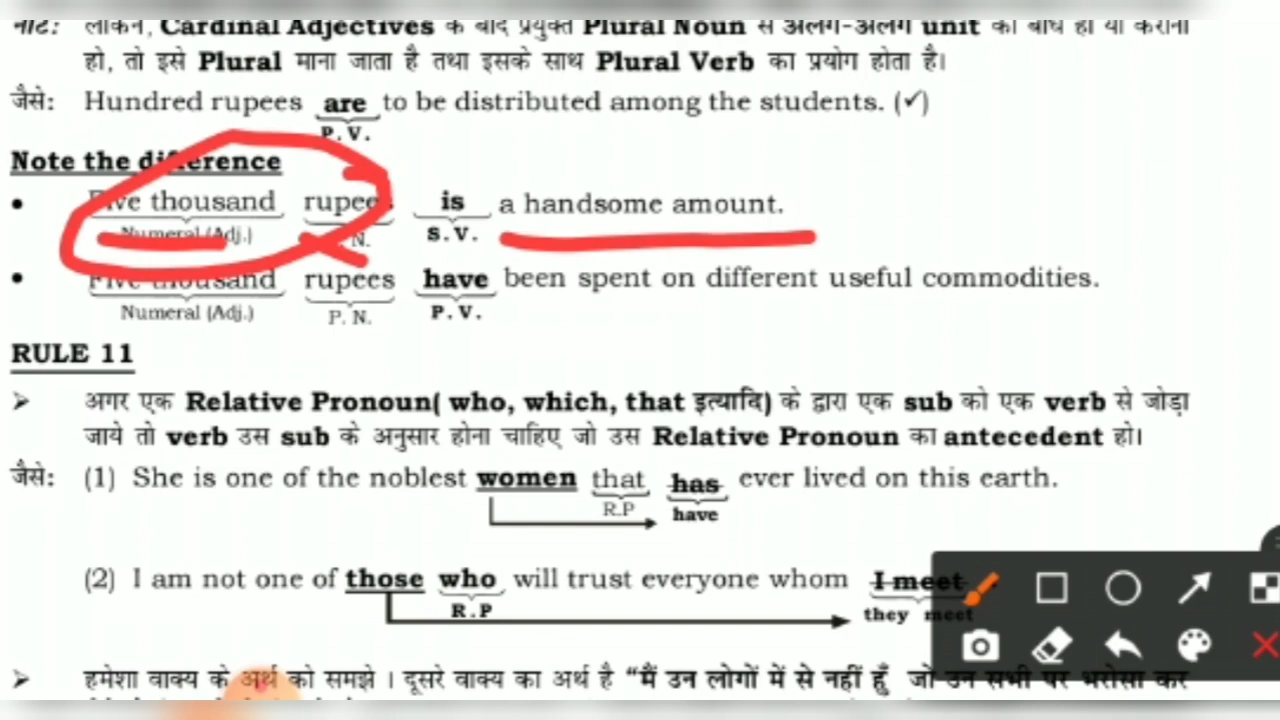 नोट: लेकिन, Cardinal Adjectives के बाद प्रयुक्त Plural Noun से अलग-अलग unit का बोध हो या कराना
हो, तो इसे Plural माना जाता है तथा इसके साथ Plural Verb का प्रयोग होता है।
जैसे: Hundred rupees are to be distributed among the students. (✓)
P.V.
Note the difference
• Five thousand rupees is a handsome amount.
Numeral (Adj.) N. S.V.
• Five thousand rupees have been spent on different useful commodities.
Numeral (Adj.) P. N. P.V.
RULE 11
➢ अगर एक Relative Pronoun( who, which, that इत्यादि) के द्वारा एक sub को एक verb से जोड़ा
जाये तो verb उस sub के अनुसार होना चाहिए जो उस Relative Pronoun का antecedent हो।
जैसे: (1) She is one of the noblest women that has ever lived on this earth.
R.P have
(2) I am not one of those who will trust everyone whom I meet
R.P they meet
➢ हमेशा वाक्य के अर्थ को समझे । दूसरे वाक्य का अर्थ है “मैं उन लोगों में से नहीं हूँ जो उन सभी पर भरोसा कर